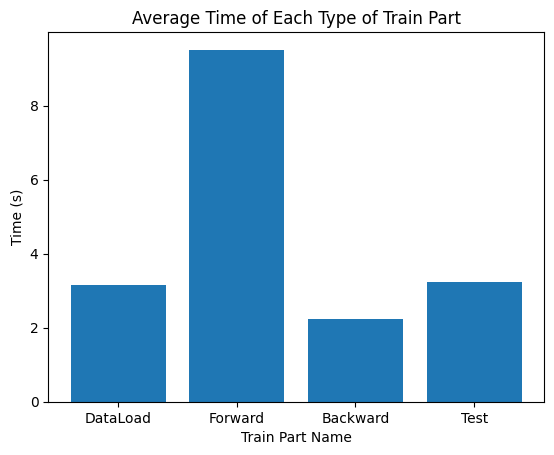 Average Time of Each Type of Train Part
Time (s)
8
6
4
2
0
DataLoad Forward Backward Test
Train Part Name